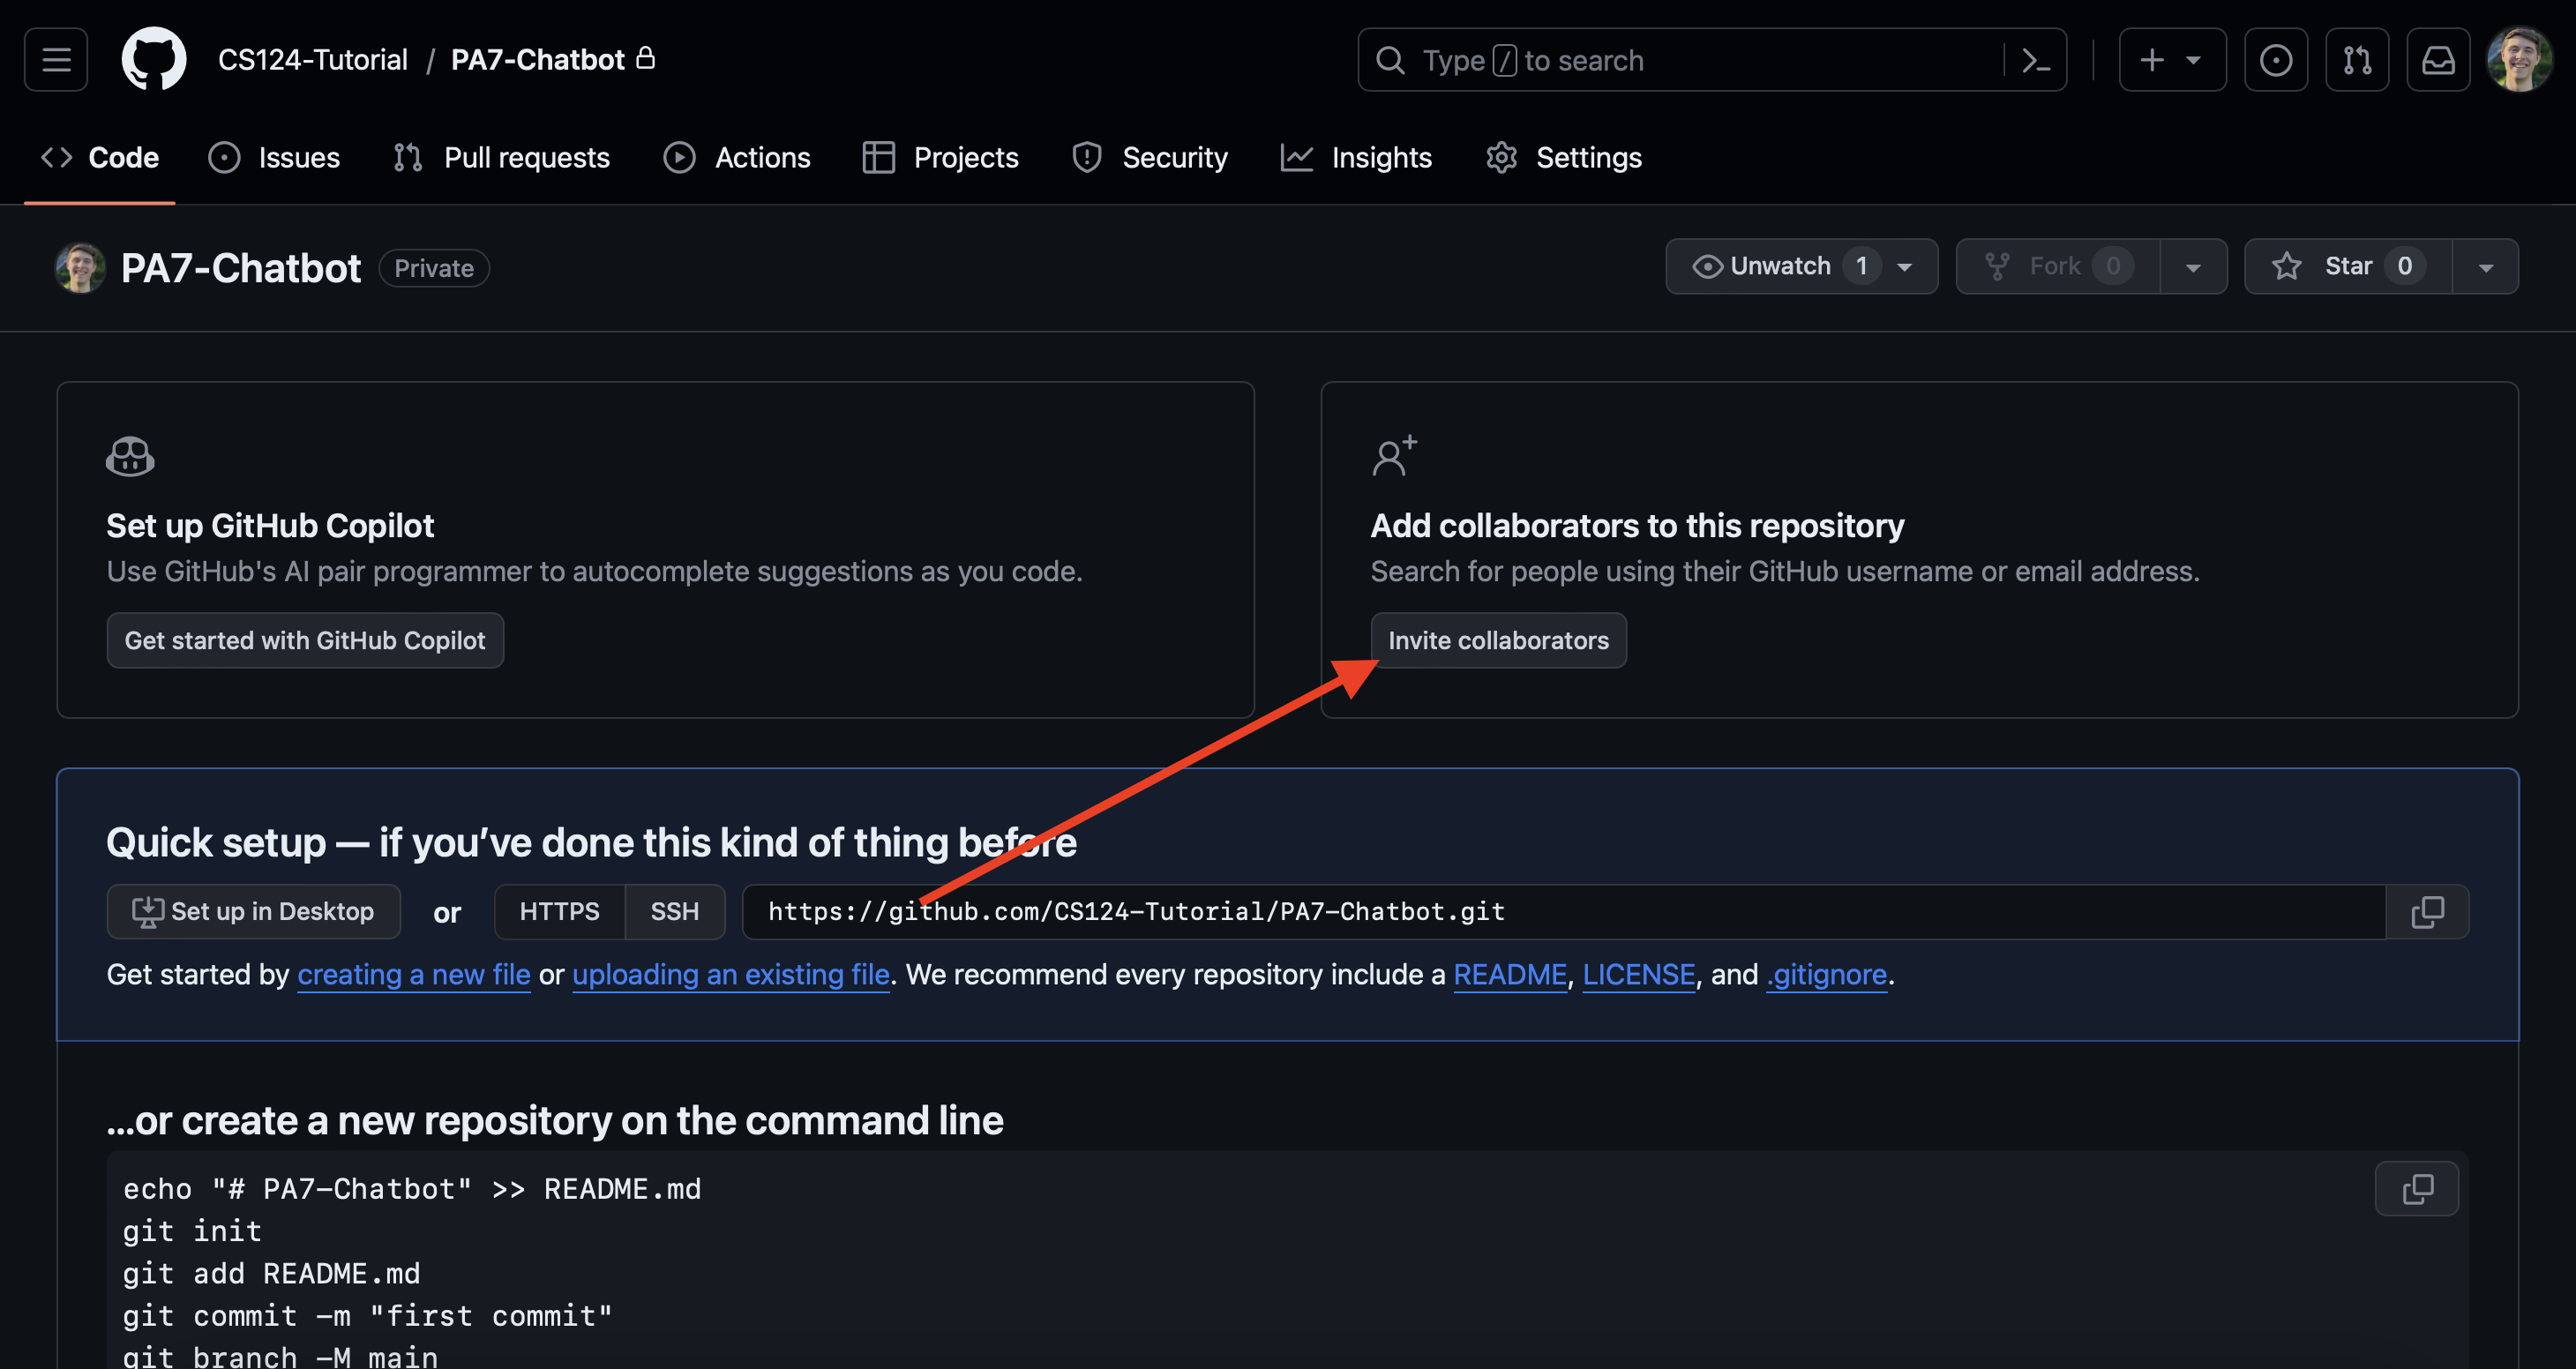 CS124-Tutorial / PA7-Chatbot
Type / to search
Code Issues Pull requests Actions Projects Security Insights Settings
PA7-Chatbot Private
Unwatch 1 Fork 0 Star 0
Set up GitHub Copilot
Use GitHub's AI pair programmer to autocomplete suggestions as you code.
Get started with GitHub Copilot
Add collaborators to this repository
Search for people using their GitHub username or email address.
Invite collaborators
Quick setup — if you’ve done this kind of thing before
Set up in Desktop or HTTPS SSH https://github.com/CS124-Tutorial/PA7-Chatbot.git
Get started by creating a new file or uploading an existing file. We recommend every repository include a README, LICENSE, and .gitignore.
…or create a new repository on the command line
echo "# PA7-Chatbot" >> README.md
git init
git add README.md
git commit -m "first commit"
git branch -M main